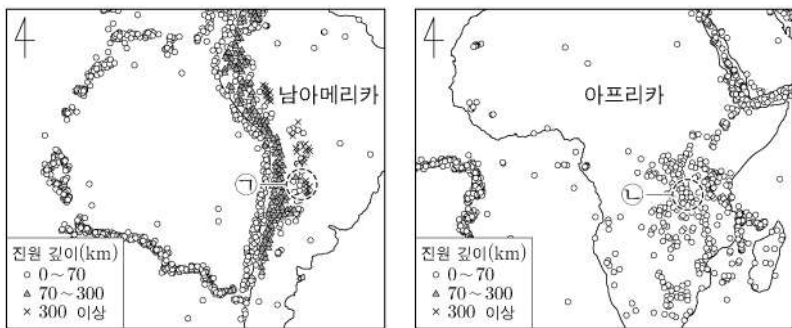 4
남아메리카
㉠
진원 깊이(km)
○ 0～70
▲ 70～300
× 300 이상
4
아프리카
㉡
진원 깊이(km)
○ 0～70
▲ 70～300
× 300 이상